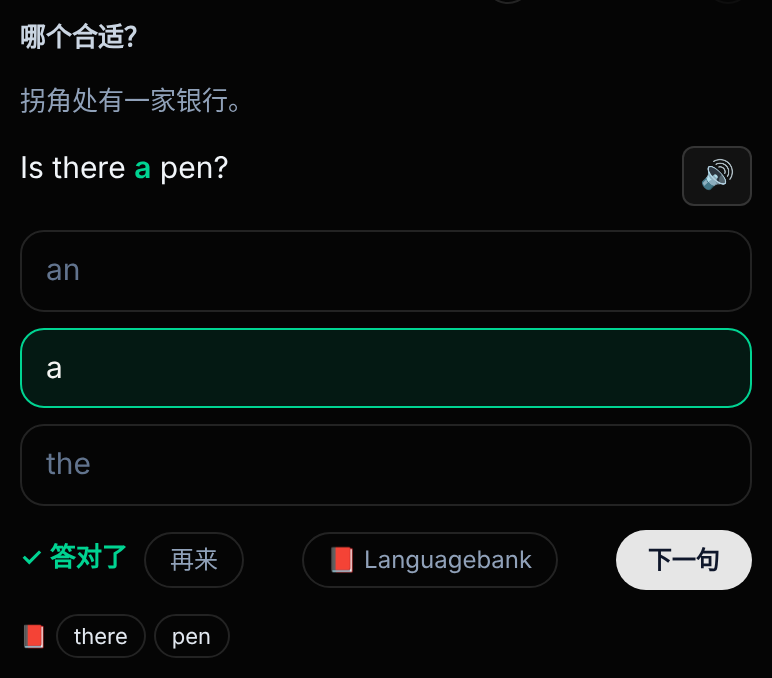 哪个合适?
拐角处有一家银行。
Is there a pen?
an
a
the
✓ 答对了 再来 Languagebank 下一句
there pen